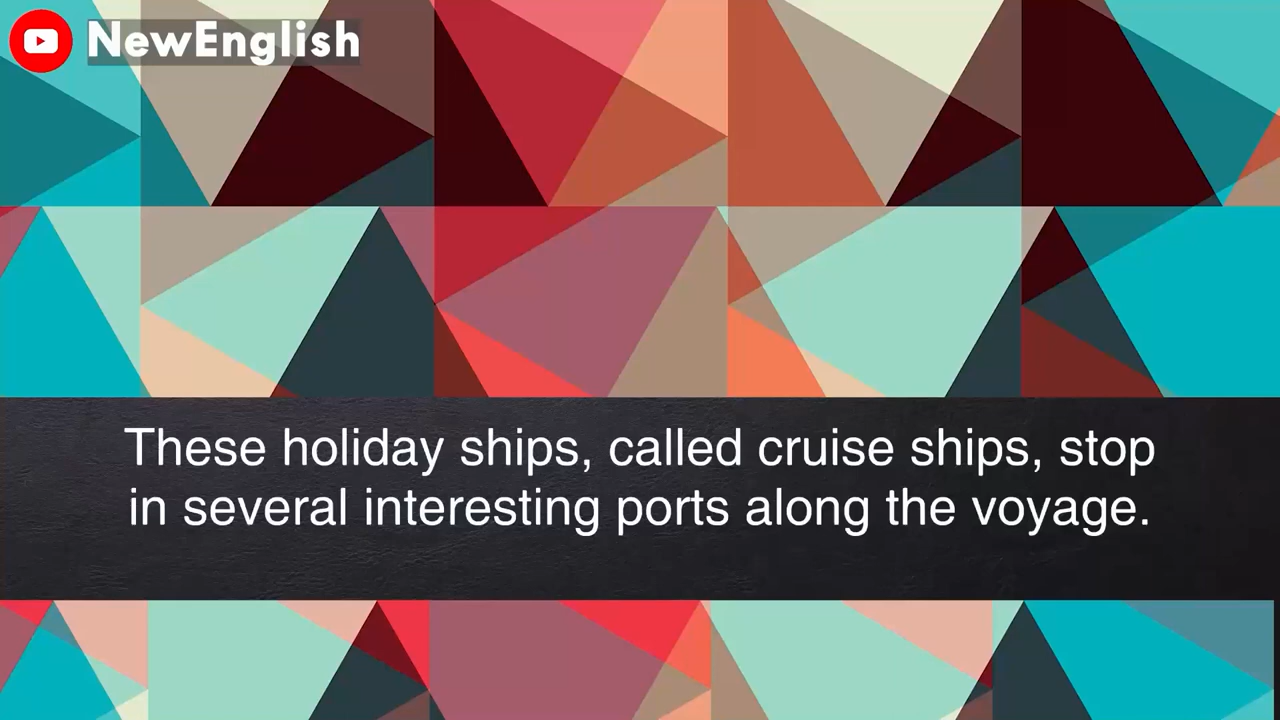 NewEnglish
These holiday ships, called cruise ships, stop
in several interesting ports along the voyage.